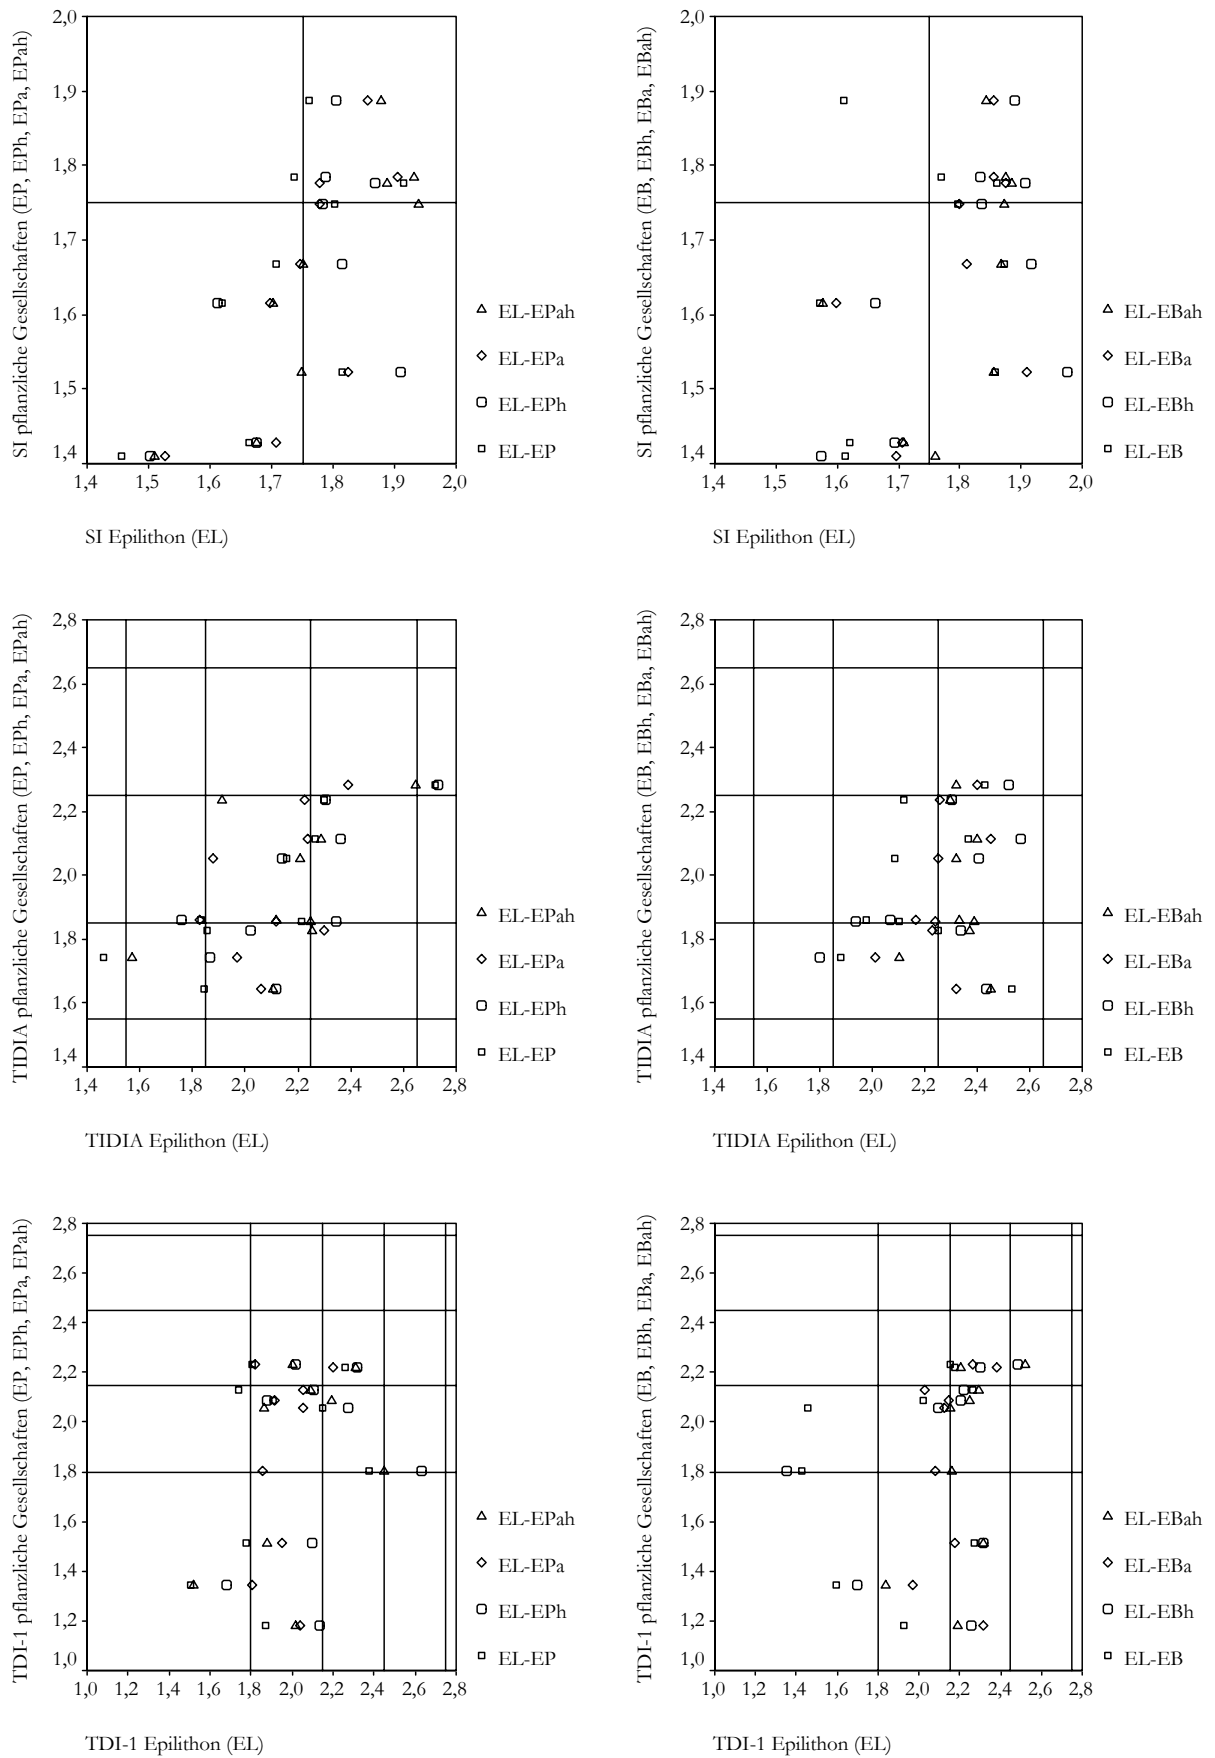 SI pflanzliche Gesellschaften (EP, EPh, EPa, EPah)
2,0
1,9
1,8
1,7
1,6
1,5
1,4
1,4 1,5 1,6 1,7 1,8 1,9 2,0
SI Epilithon (EL)
EL-EPah
EL-EPa
EL-EPh
EL-EP
SI pflanzliche Gesellschaften (EB, EBh, EBa, EBah)
2,0
1,9
1,8
1,7
1,6
1,5
1,4
1,4 1,5 1,6 1,7 1,8 1,9 2,0
SI Epilithon (EL)
EL-EBah
EL-EBa
EL-EBh
EL-EB
TIDIA pflanzliche Gesellschaften (EP, EPh, EPa, EPah)
2,8
2,6
2,4
2,2
2,0
1,8
1,6
1,4
1,4 1,6 1,8 2,0 2,2 2,4 2,6 2,8
TIDIA Epilithon (EL)
EL-EPah
EL-EPa
EL-EPh
EL-EP
TIDIA pflanzliche Gesellschaften (EB, EBh, EBa, EBah)
2,8
2,6
2,4
2,2
2,0
1,8
1,6
1,4
1,4 1,6 1,8 2,0 2,2 2,4 2,6 2,8
TIDIA Epilithon (EL)
EL-EBah
EL-EBa
EL-EBh
EL-EB
TDI-1 pflanzliche Gesellschaften (EP, EPh, EPa, EPah)
2,8
2,6
2,4
2,2
2,0
1,8
1,6
1,4
1,2
1,0
1,0 1,2 1,4 1,6 1,8 2,0 2,2 2,4 2,6 2,8
TDI-1 Epilithon (EL)
EL-EPah
EL-EPa
EL-EPh
EL-EP
TDI-1 pflanzliche Gesellschaften (EB, EBh, EBa, EBah)
2,8
2,6
2,4
2,2
2,0
1,8
1,6
1,4
1,2
1,0
1,0 1,2 1,4 1,6 1,8 2,0 2,2 2,4 2,6 2,8
TDI-1 Epilithon (EL)
EL-EBah
EL-EBa
EL-EBh
EL-EB